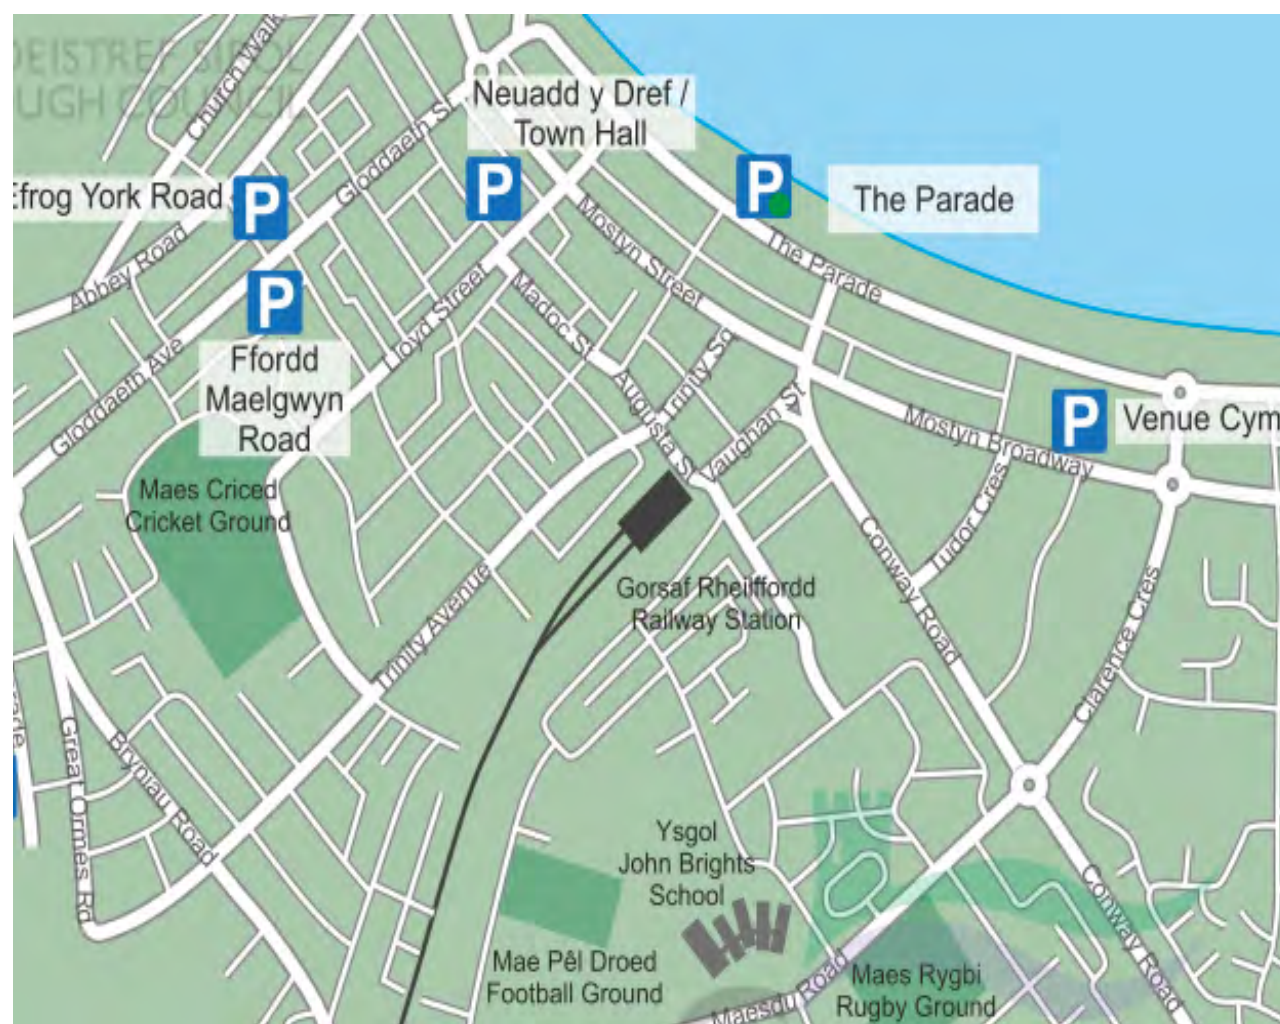 DEISTREF SIROL
UGH COUNCIL
Church Walk
Neuadd y Dref /
Town Hall
P
P
P
Efrog York Road
The Parade
Gloddaeth St
Abbey Road
P
Mostyn Street
The Parade
Lloyd Street
Madoc St
Ffordd
Maelgwyn
Road
Gloddaeth Ave
Trinity Sq
Augusta St
Vaughan St
P
Venue Cym
Mostyn Broadway
Maes Criced
Cricket Ground
Tudor Cres
Conway Road
Gorsaf Rheilffordd
Railway Station
Trinity Avenue
Clarence Cres
Great Ormes Rd
Bryniau Road
Ysgol
John Brights
School
Conway Road
Mae Pêl Droed
Football Ground
Maesdu Road
Maes Rygbi
Rugby Ground